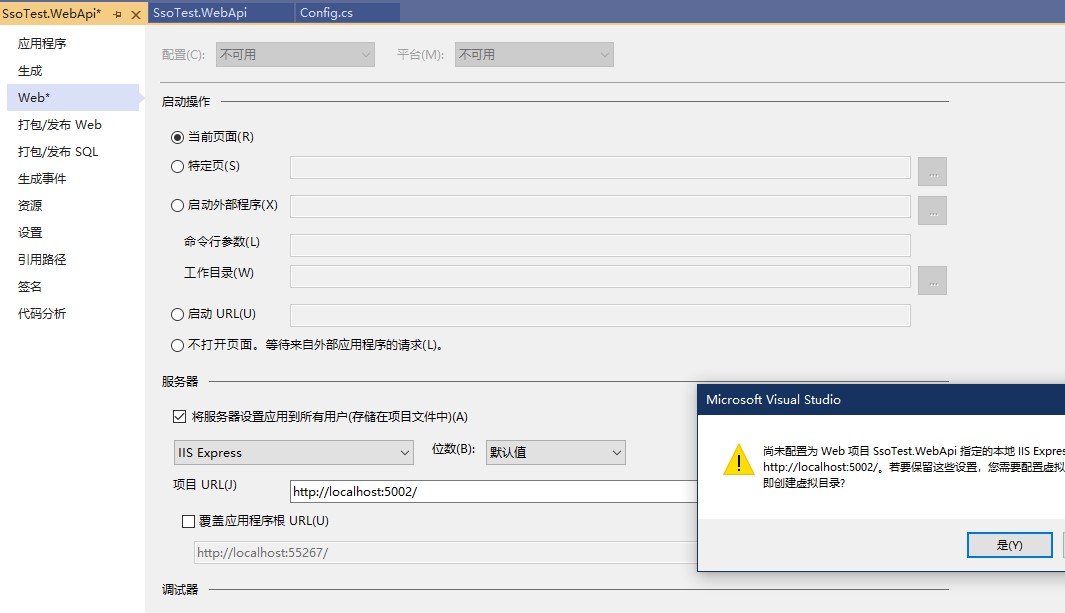 SsoTest.WebApi*
SsoTest.WebApi
Config.cs
应用程序
生成
Web*
打包/发布 Web
打包/发布 SQL
生成事件
资源
设置
引用路径
签名
代码分析
配置(C): 不可用 平台(M): 不可用
启动操作
当前页面(R)
特定页(S)
...
启动外部程序(X)
...
命令行参数(L)
工作目录(W)
...
启动 URL(U)
不打开页面。等待来自外部应用程序的请求(L)。
服务器
将服务器设置应用到所有用户(存储在项目文件中)(A)
IIS Express 位数(B): 默认值
项目 URL(J)
http://localhost:5002/
覆盖应用程序根 URL(U)
http://localhost:55267/
调试器
Microsoft Visual Studio
尚未配置为 Web 项目 SsoTest.WebApi 指定的本地 IIS Expres
http://localhost:5002/。若要保留这些设置，您需要配置虚拟
即创建虚拟目录?
是(Y)